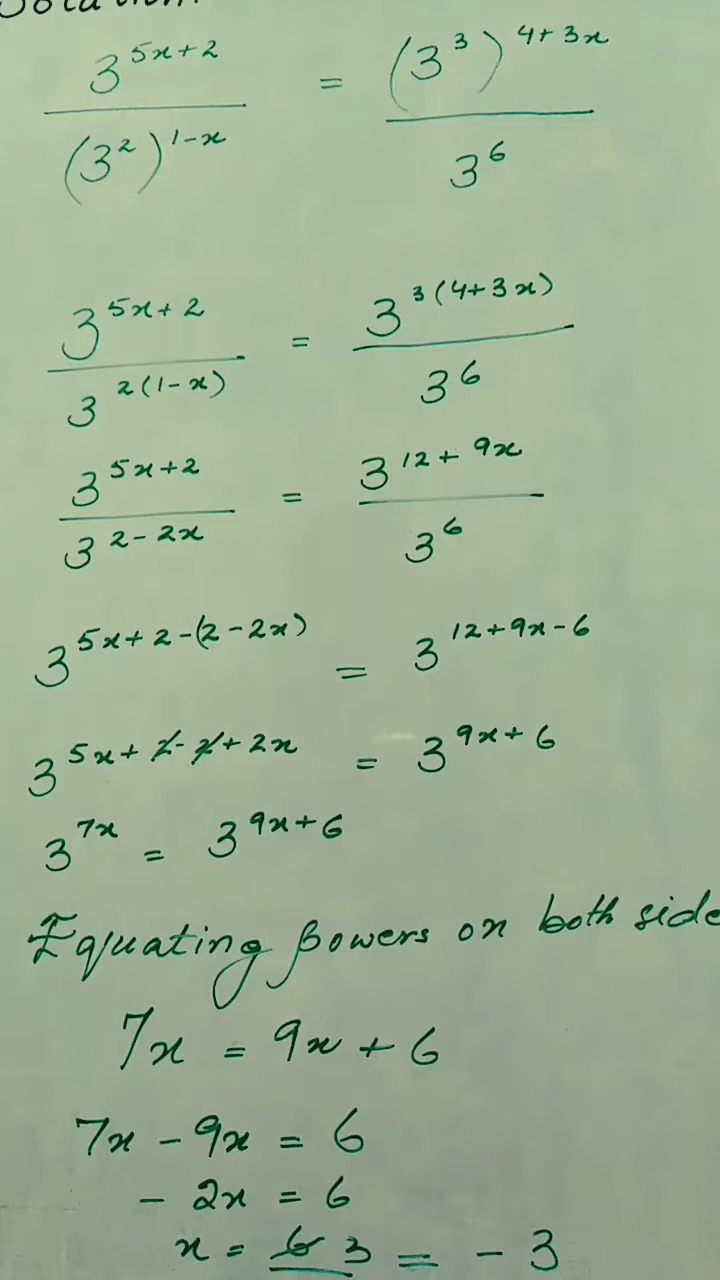 3^{5x+2} / (3^2)^{1-x} = (3^3)^{4+3x} / 3^6
3^{5x+2} / 3^{2(1-x)} = 3^{3(4+3x)} / 3^6
3^{5x+2} / 3^{2-2x} = 3^{12+9x} / 3^6
3^{5x+2-(2-2x)} = 3^{12+9x-6}
3^{5x+2-2+2x} = 3^{9x+6}
3^{7x} = 3^{9x+6}
Equating powers on both side
7x = 9x + 6
7x - 9x = 6
- 2x = 6
x = 6 3 = - 3